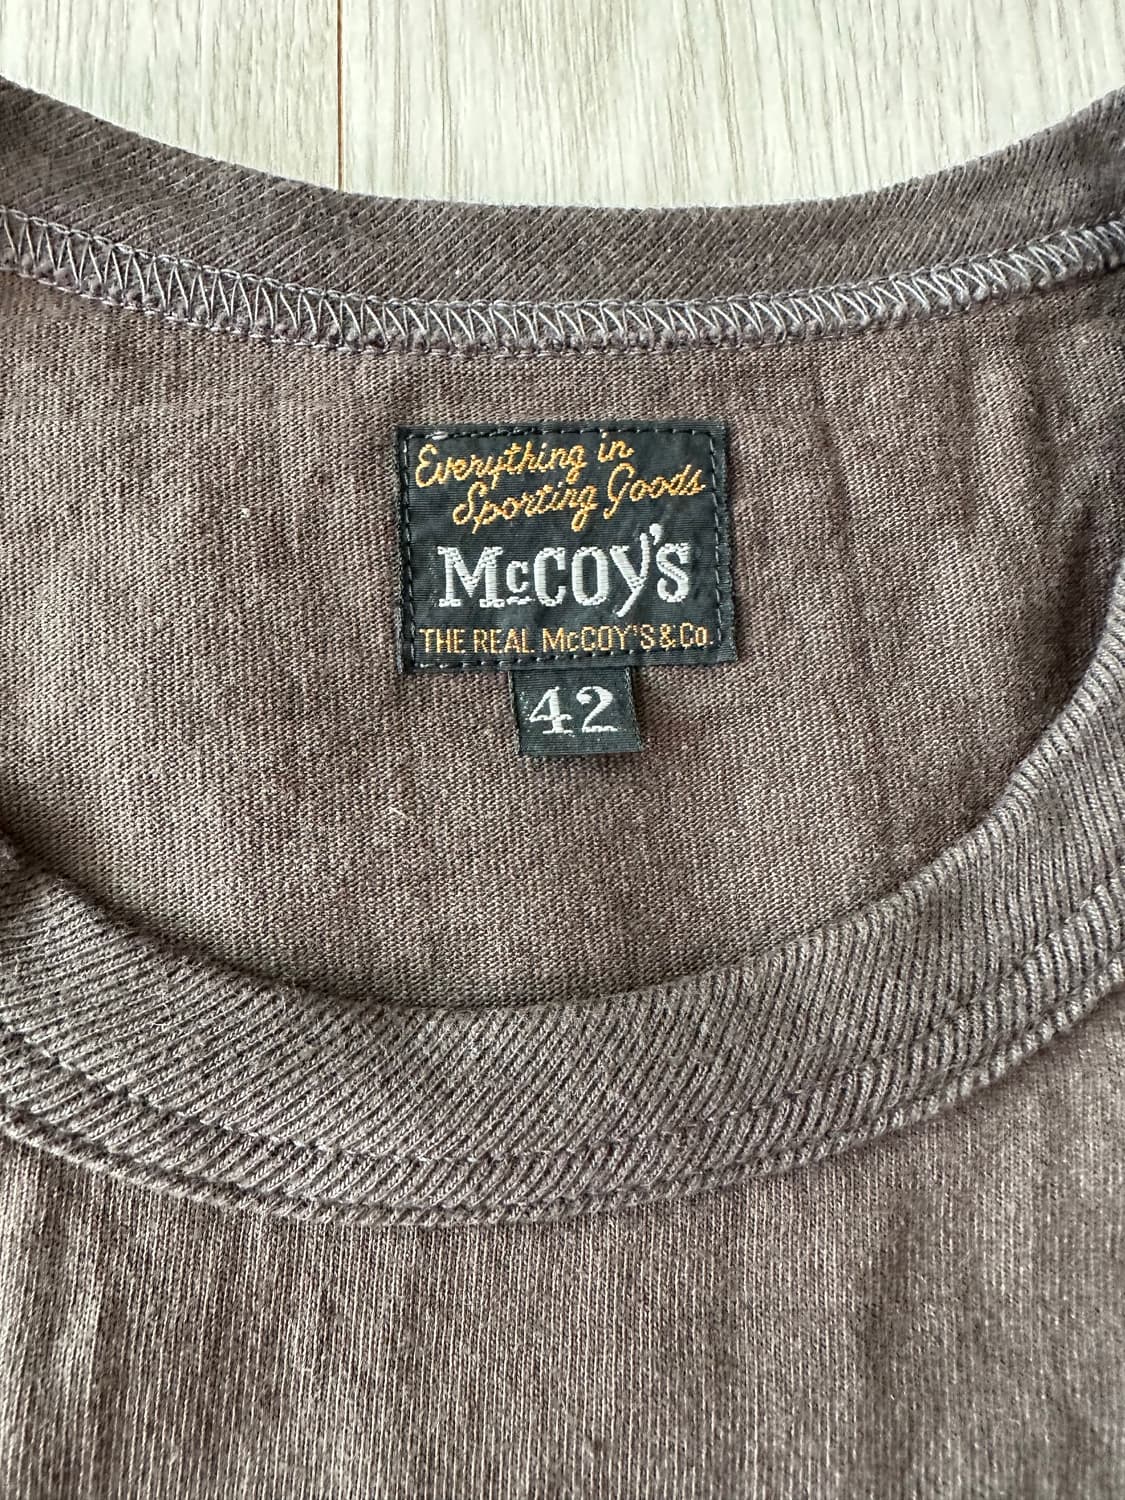 Everything in
Sporting Goods
McCOY'S
THE REAL McCOY'S & Co.
42